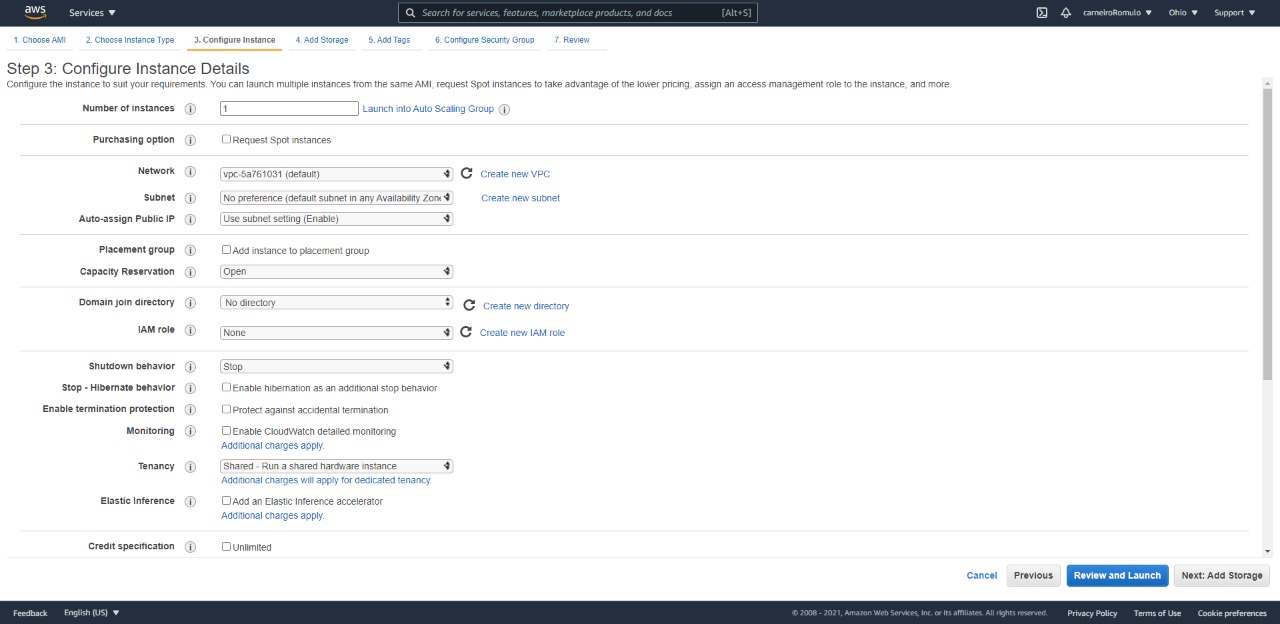 aws Services Search for services, features, marketplace products, and docs [Alt+S] carneiroRomulo Ohio Support
1. Choose AMI 2. Choose Instance Type 3. Configure Instance 4. Add Storage 5. Add Tags 6. Configure Security Group 7. Review
Step 3: Configure Instance Details
Configure the instance to suit your requirements. You can launch multiple instances from the same AMI, request Spot instances to take advantage of the lower pricing, assign an access management role to the instance, and more.
Number of instances i 1 Launch into Auto Scaling Group i
Purchasing option i Request Spot instances
Network i vpc-5a761031 (default) Create new VPC
Subnet i No preference (default subnet in any Availability Zon Create new subnet
Auto-assign Public IP i Use subnet setting (Enable)
Placement group i Add instance to placement group
Capacity Reservation i Open
Domain join directory i No directory Create new directory
IAM role i None Create new IAM role
Shutdown behavior i Stop
Stop - Hibernate behavior i Enable hibernation as an additional stop behavior
Enable termination protection i Protect against accidental termination
Monitoring i Enable CloudWatch detailed monitoring
Additional charges apply.
Tenancy i Shared - Run a shared hardware instance
Additional charges will apply for dedicated tenancy.
Elastic Inference i Add an Elastic Inference accelerator
Additional charges apply.
Credit specification i Unlimited
Cancel Previous Review and Launch Next: Add Storage
Feedback English (US) © 2008 - 2021, Amazon Web Services, Inc. or its affiliates. All rights reserved. Privacy Policy Terms of Use Cookie preferences